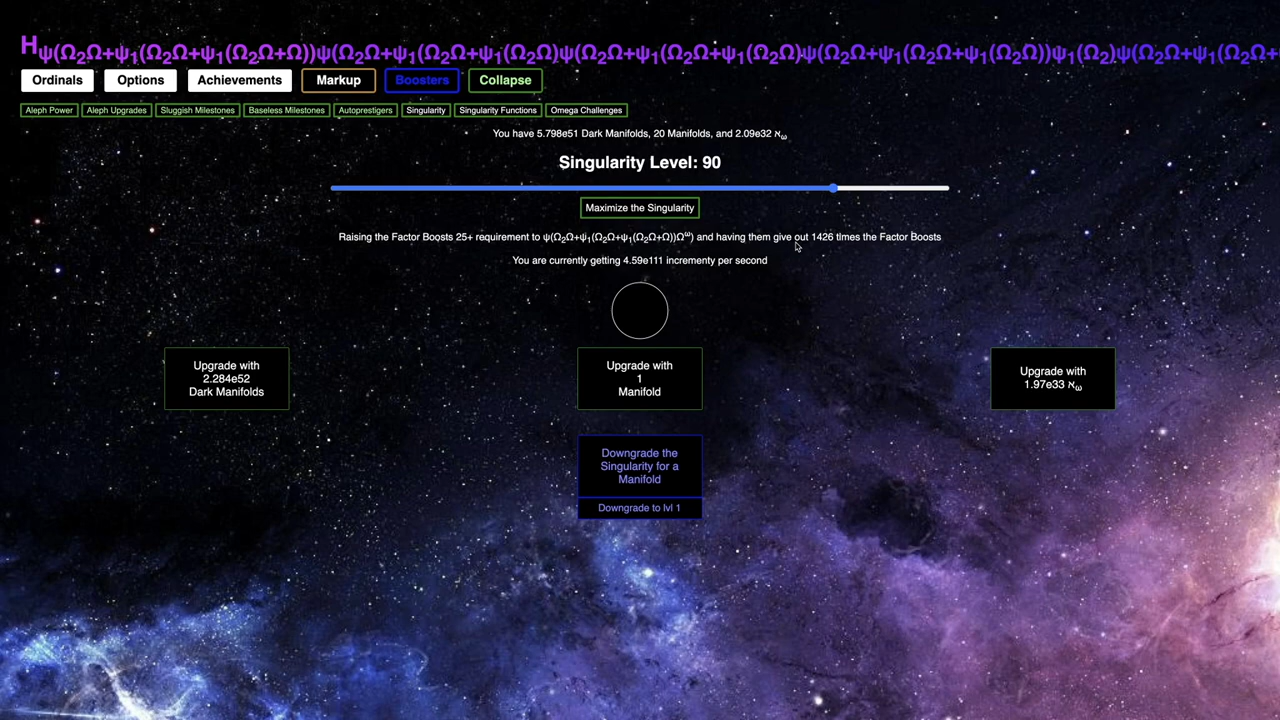 Hψ(Ω₂Ω+ψ₁(Ω₂Ω+ψ₁(Ω₂Ω+Ω))ψ(Ω₂Ω+ψ₁(Ω₂Ω+ψ₁(Ω₂Ω)ψ(Ω₂Ω+ψ₁(Ω₂Ω+ψ₁(Ω₂Ω)ψ(Ω₂Ω+ψ₁(Ω₂Ω+ψ₁(Ω₂Ω))ψ₁(Ω₂)ψ(Ω₂Ω+ψ₁(Ω₂Ω+
Ordinals Options Achievements Markup Boosters Collapse
Aleph Power Aleph Upgrades Sluggish Milestones Baseless Milestones Autoprestigers Singularity Singularity Functions Omega Challenges
You have 5.798e51 Dark Manifolds, 20 Manifolds, and 2.09e32 ℵω
Singularity Level: 90
Maximize the Singularity
Raising the Factor Boosts 25+ requirement to ψ(Ω₂Ω+ψ₁(Ω₂Ω+ψ₁(Ω₂Ω+Ω))Ω^ω) and having them give out 1426 times the Factor Boosts
You are currently getting 4.59e111 incrementy per second
Upgrade with
2.284e52
Dark Manifolds
Upgrade with
1
Manifold
Upgrade with
1.97e33 ℵω
Downgrade the
Singularity for a
Manifold
Downgrade to lvl 1